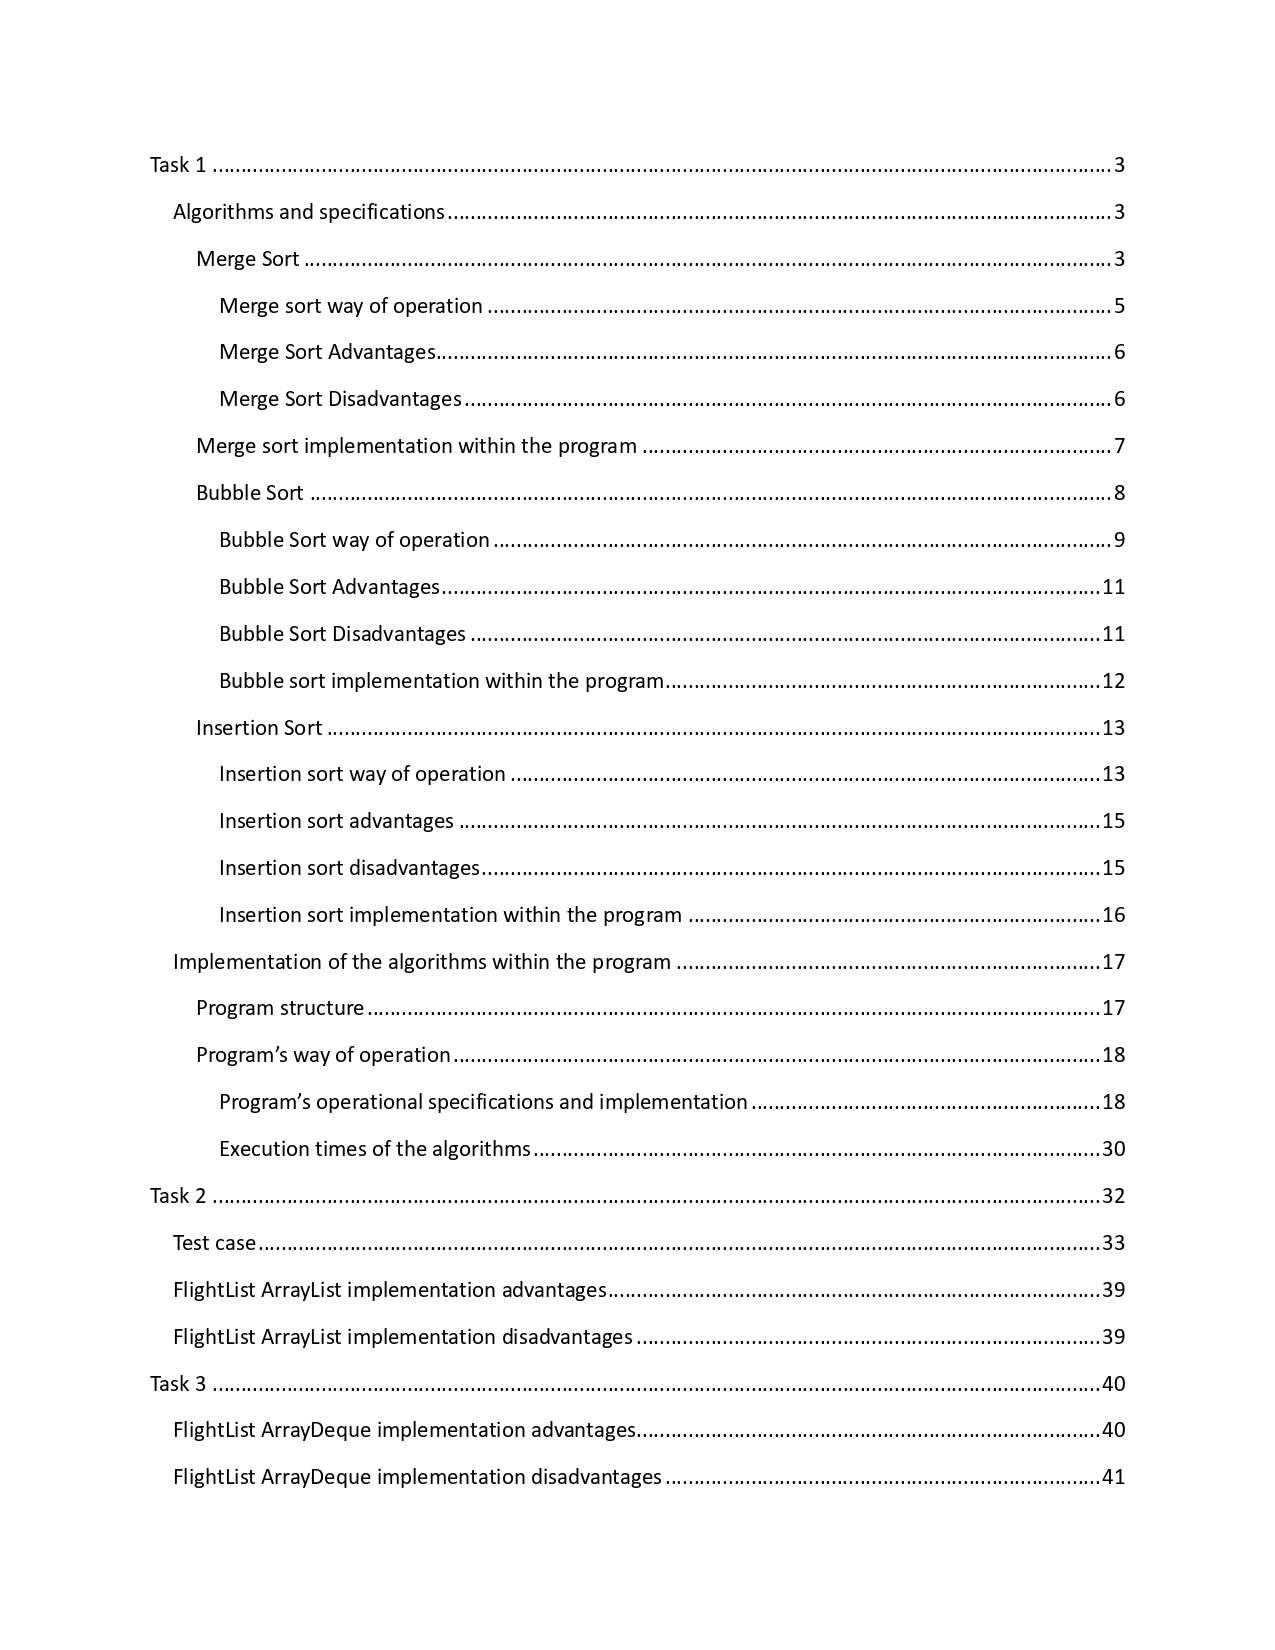 Task 1 ........ 3
Algorithms and specifications ........ 3
Merge Sort ........ 3
Merge sort way of operation ........ 5
Merge Sort Advantages ........ 6
Merge Sort Disadvantages ........ 6
Merge sort implementation within the program ........ 7
Bubble Sort ........ 8
Bubble Sort way of operation ........ 9
Bubble Sort Advantages ........ 11
Bubble Sort Disadvantages ........ 11
Bubble sort implementation within the program ........ 12
Insertion Sort ........ 13
Insertion sort way of operation ........ 13
Insertion sort advantages ........ 15
Insertion sort disadvantages ........ 15
Insertion sort implementation within the program ........ 16
Implementation of the algorithms within the program ........ 17
Program structure ........ 17
Program’s way of operation ........ 18
Program’s operational specifications and implementation ........ 18
Execution times of the algorithms ........ 30
Task 2 ........ 32
Test case ........ 33
FlightList ArrayList implementation advantages ........ 39
FlightList ArrayList implementation disadvantages ........ 39
Task 3 ........ 40
FlightList ArrayDeque implementation advantages ........ 40
FlightList ArrayDeque implementation disadvantages ........ 41